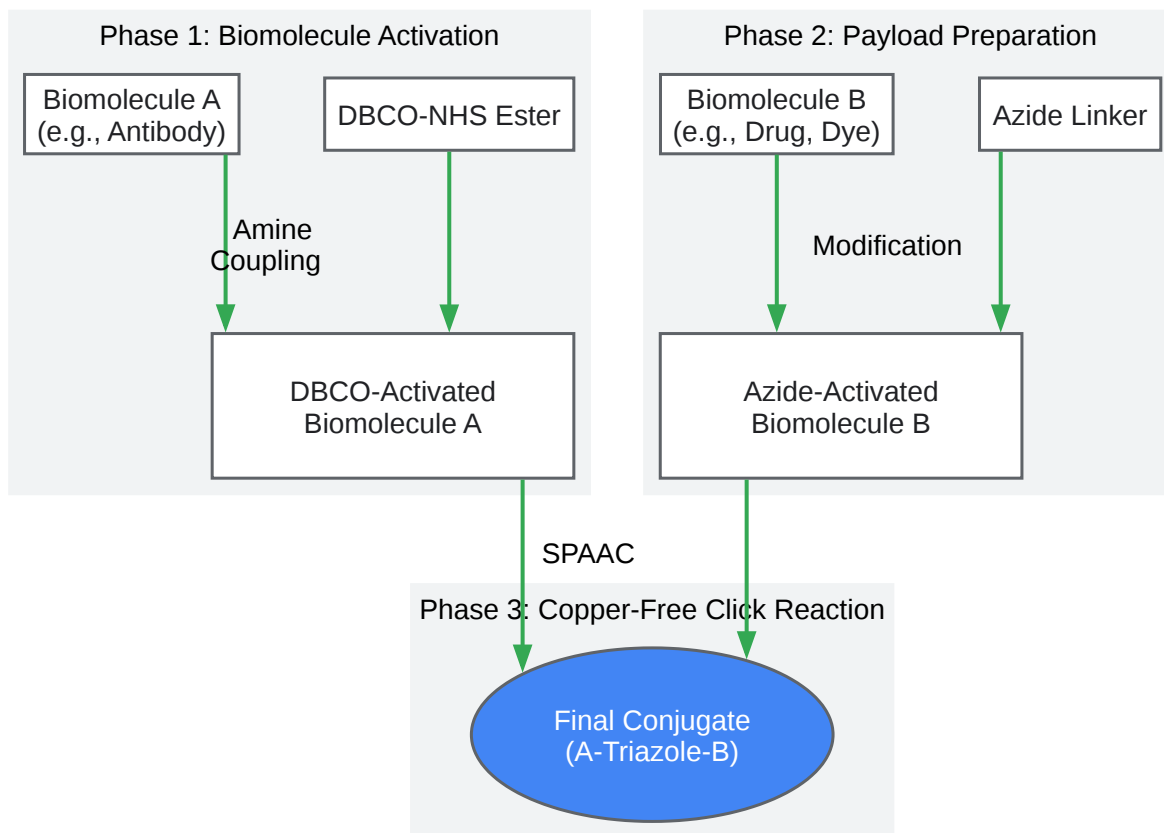 Phase 1: Biomolecule Activation
Biomolecule A
(e.g., Antibody)
DBCO-NHS Ester
Amine
Coupling
DBCO-Activated
Biomolecule A
Phase 2: Payload Preparation
Biomolecule B
(e.g., Drug, Dye)
Azide Linker
Modification
Azide-Activated
Biomolecule B
SPAAC
Phase 3: Copper-Free Click Reaction
Final Conjugate
(A-Triazole-B)